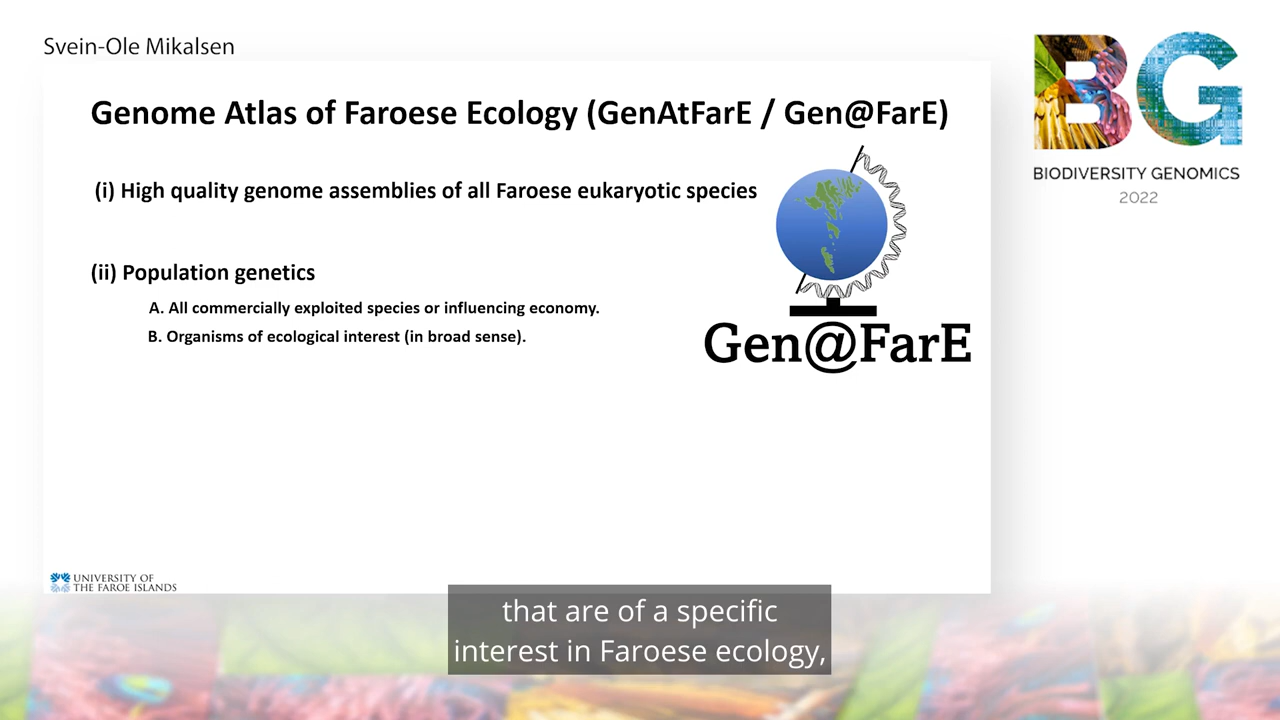 Svein-Ole Mikalsen
BG
BIODIVERSITY GENOMICS
2022
Genome Atlas of Faroese Ecology (GenAtFarE / Gen@FarE)
(i) High quality genome assemblies of all Faroese eukaryotic species
(ii) Population genetics
A. All commercially exploited species or influencing economy.
B. Organisms of ecological interest (in broad sense).
Gen@FarE
UNIVERSITY OF
THE FAROE ISLANDS
that are of a specific
interest in Faroese ecology,